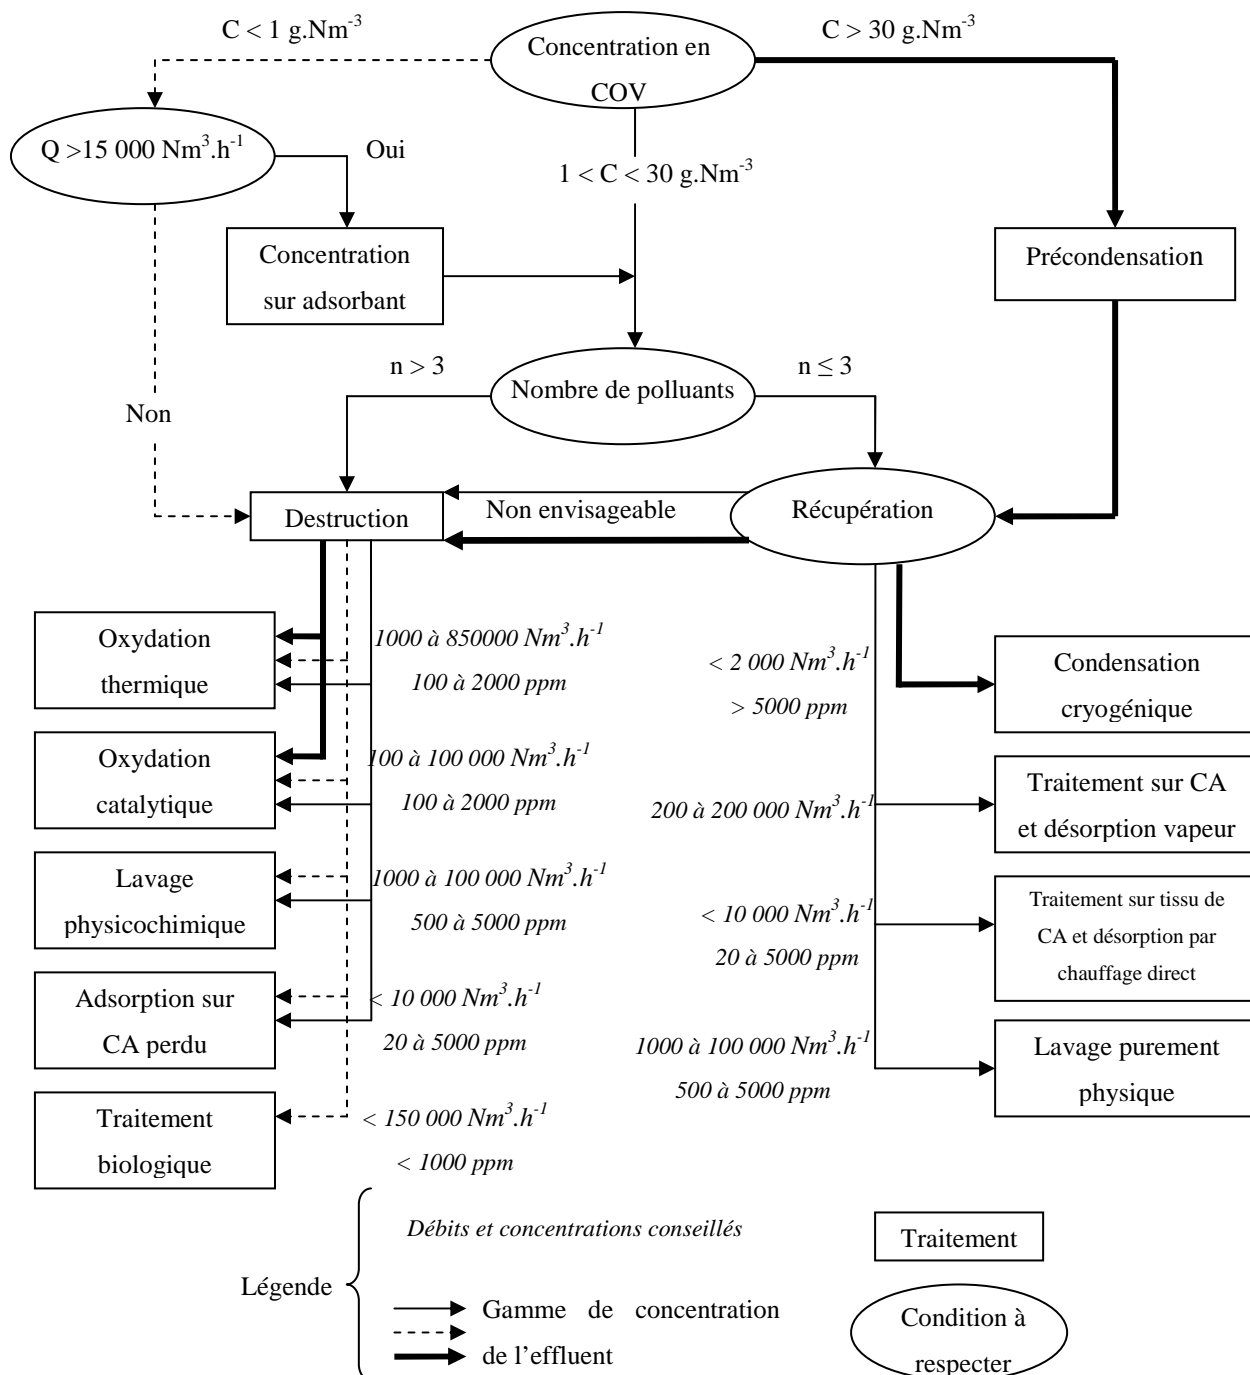 C < 1 g.Nm⁻³
Concentration en
COV
C > 30 g.Nm⁻³
Q >15 000 Nm³.h⁻¹
Oui
1 < C < 30 g.Nm⁻³
Concentration
sur adsorbant
Précondensation
n > 3
Nombre de polluants
n ≤ 3
Non
Destruction
Non envisageable
Récupération
Oxydation
thermique
1000 à 850000 Nm³.h⁻¹
100 à 2000 ppm
< 2 000 Nm³.h⁻¹
> 5000 ppm
Condensation
cryogénique
Oxydation
catalytique
100 à 100 000 Nm³.h⁻¹
100 à 2000 ppm
200 à 200 000 Nm³.h⁻¹
Traitement sur CA
et désorption vapeur
Lavage
physicochimique
1000 à 100 000 Nm³.h⁻¹
500 à 5000 ppm
< 10 000 Nm³.h⁻¹
20 à 5000 ppm
Traitement sur tissu de
CA et désorption par
chauffage direct
Adsorption sur
CA perdu
< 10 000 Nm³.h⁻¹
20 à 5000 ppm
1000 à 100 000 Nm³.h⁻¹
500 à 5000 ppm
Lavage purement
physique
Traitement
biologique
< 150 000 Nm³.h⁻¹
< 1000 ppm
Légende
Débits et concentrations conseillés
Traitement
Gamme de concentration
de l’effluent
Condition à
respecter